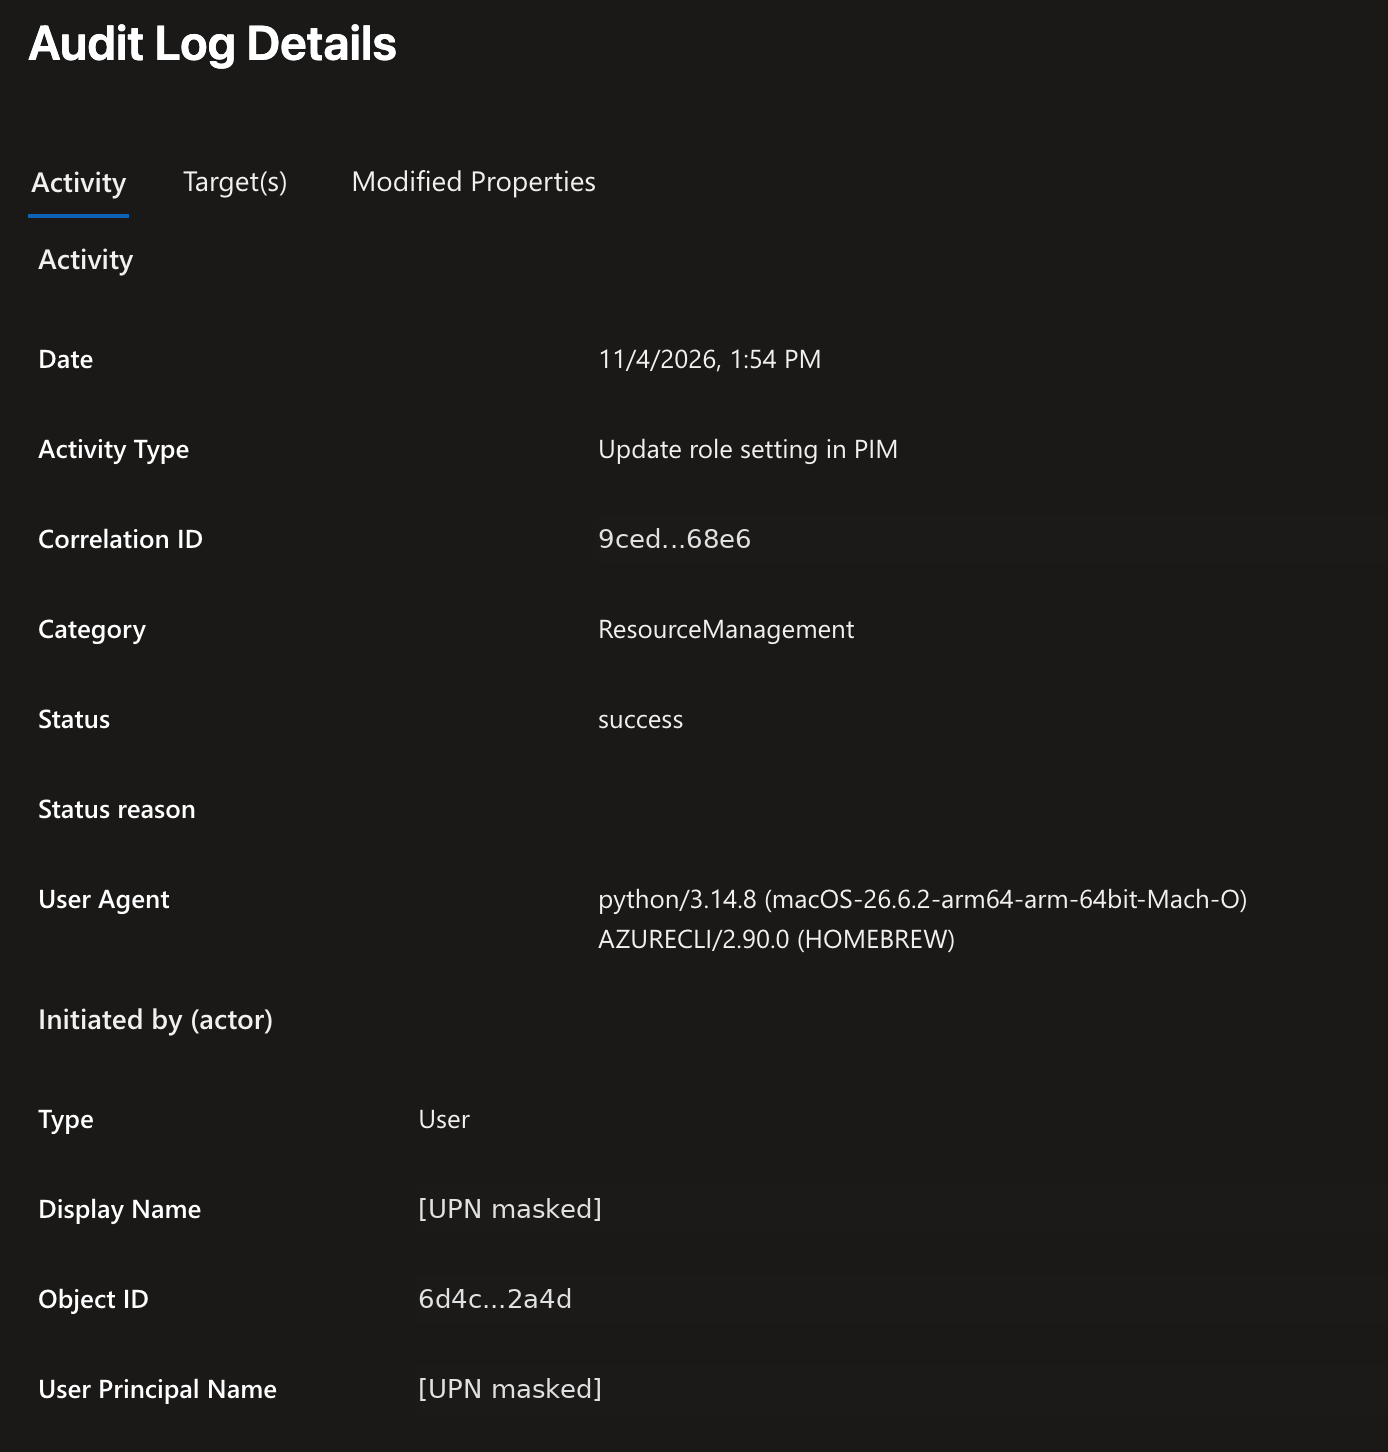 Audit Log Details
Activity Target(s) Modified Properties
Activity
Date 11/4/2026, 1:54 PM
Activity Type Update role setting in PIM
Correlation ID 9ced...68e6
Category ResourceManagement
Status success
Status reason
User Agent python/3.14.8 (macOS-26.6.2-arm64-arm-64bit-Mach-O)
AZURECLI/2.90.0 (HOMEBREW)
Initiated by (actor)
Type User
Display Name [UPN masked]
Object ID 6d4c...2a4d
User Principal Name [UPN masked]